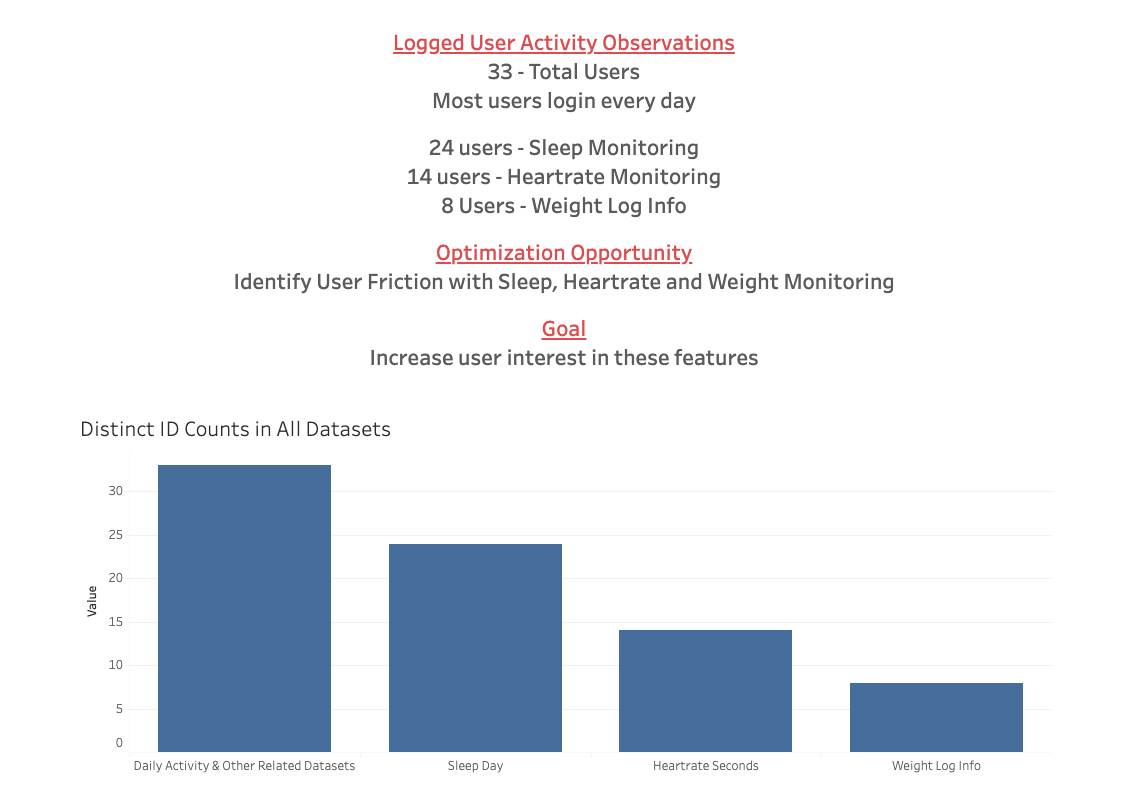 Logged User Activity Observations
33 - Total Users
Most users login every day
24 users - Sleep Monitoring
14 users - Heartrate Monitoring
8 Users - Weight Log Info
Optimization Opportunity
Identify User Friction with Sleep, Heartrate and Weight Monitoring
Goal
Increase user interest in these features
Distinct ID Counts in All Datasets
30
25
20
15
10
5
0
Value
Daily Activity & Other Related Datasets
Sleep Day
Heartrate Seconds
Weight Log Info